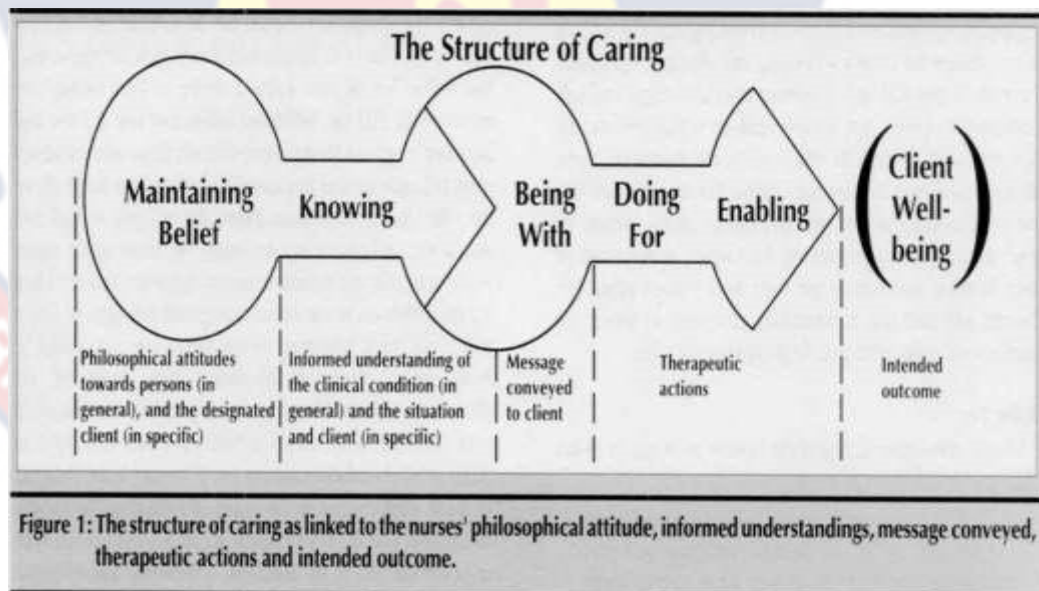 The Structure of Caring
Maintaining
Belief
Knowing
Being
With
Doing
For
Enabling
Client
Well-
being
Philosophical attitudes
towards persons (in
general), and the designated
client (in specific)
Informed understanding
of the clinical condition (in
general) and the situation
and client (in specific)
Message
conveyed
to client
Therapeutic
actions
Intended
outcome
Figure 1: The structure of caring as linked to the nurses' philosophical attitude, informed understandings, message conveyed,
therapeutic actions and intended outcome.